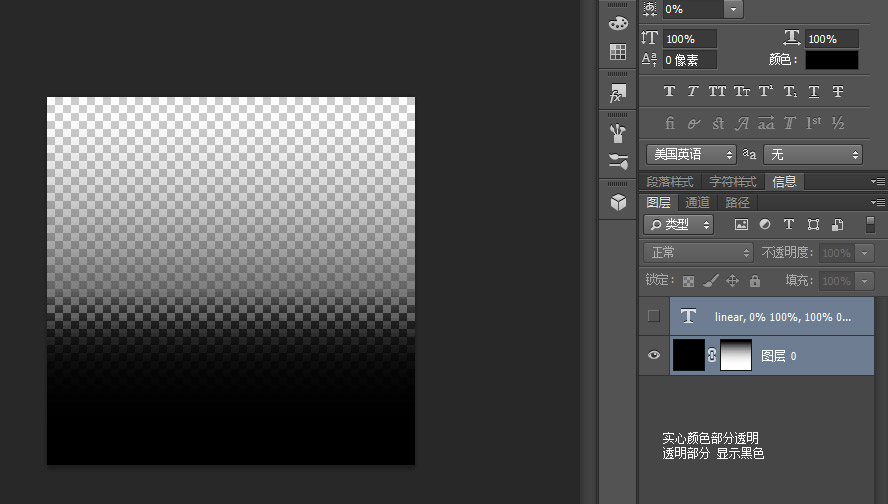 0%
T 100% T 100%
0 像素 颜色:
T T TT Tт T¹ T₁ T T
fi st A aa T 1st ½
美国英语 aa 无
段落样式 字符样式 信息
图层 通道 路径
类型 T
正常 不透明度: 100%
锁定: 填充: 100%
T linear, 0% 100%, 100% 0...
图层 0
实心颜色部分透明
透明部分 显示黑色